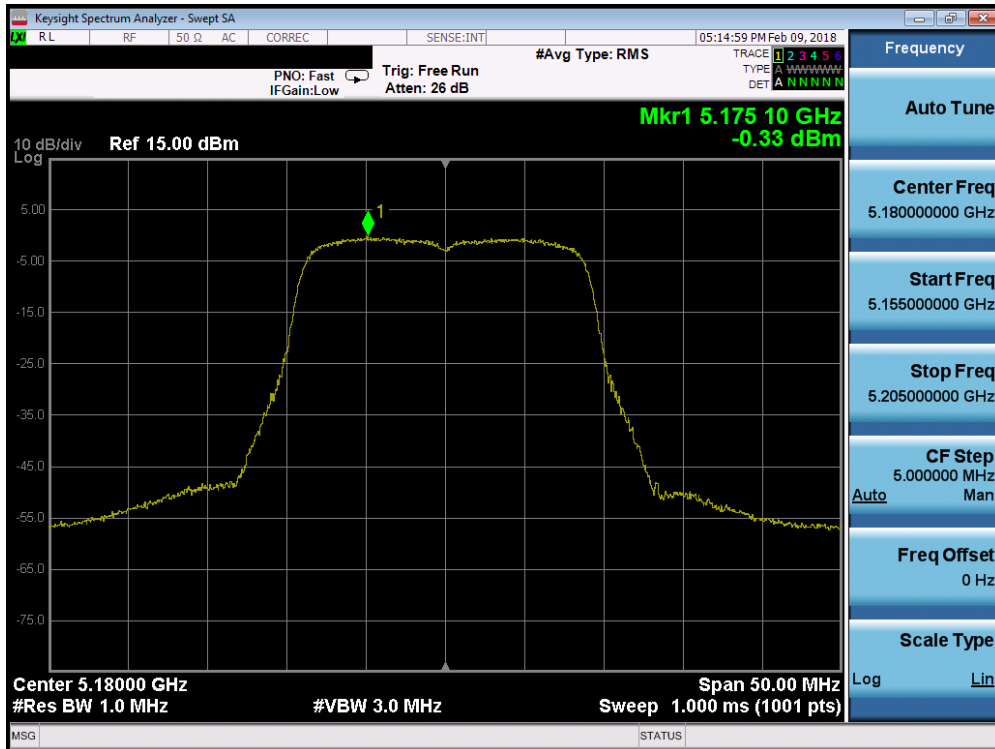 Keysight Spectrum Analyzer - Swept SA
LXI RL RF 50 Ω AC CORREC SENSE:INT 05:14:59 PM Feb 09, 2018
PNO: Fast
IFGain:Low
Trig: Free Run
Atten: 26 dB
#Avg Type: RMS
TRACE 1 2 3 4 5 6
TYPE A WWWWW
DET A N N N N N
Mkr1 5.175 10 GHz
-0.33 dBm
10 dB/div
Log
Ref 15.00 dBm
1
5.00
-5.00
-15.0
-25.0
-35.0
-45.0
-55.0
-65.0
-75.0
Center 5.18000 GHz
#Res BW 1.0 MHz
#VBW 3.0 MHz
Span 50.00 MHz
Sweep 1.000 ms (1001 pts)
MSG
STATUS
Frequency
Auto Tune
Center Freq
5.180000000 GHz
Start Freq
5.155000000 GHz
Stop Freq
5.205000000 GHz
CF Step
5.000000 MHz
Auto Man
Freq Offset
0 Hz
Scale Type
Log Lin